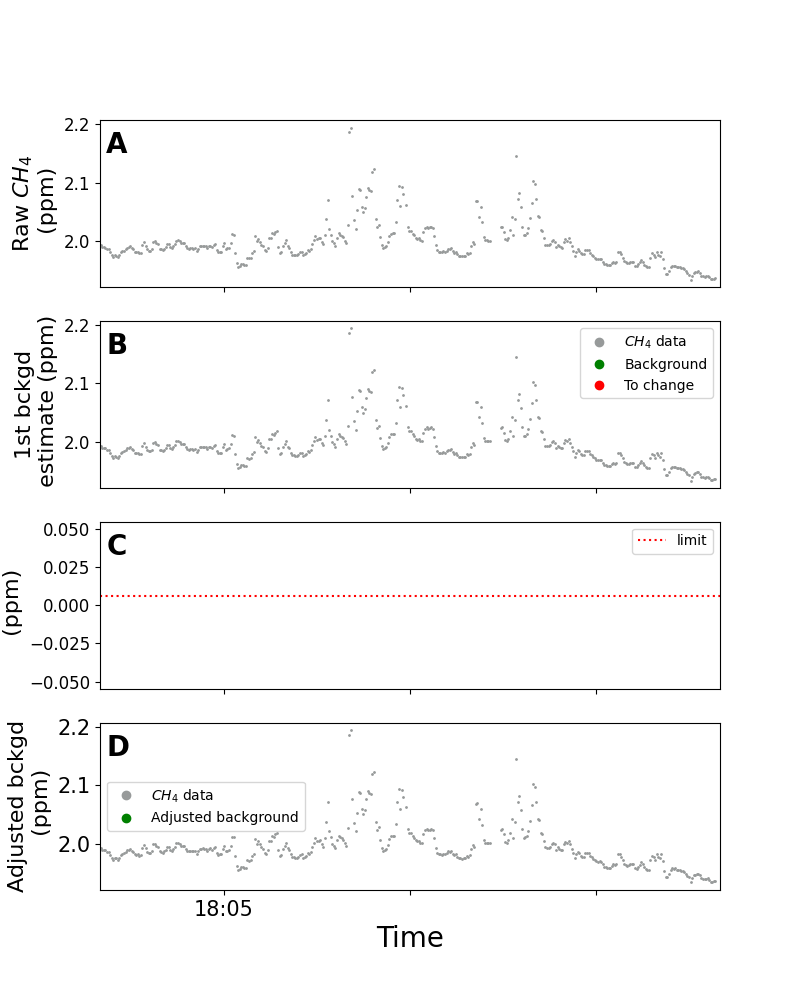 A
2.2
2.1
2.0
Raw CH4
(ppm)
B
2.2
2.1
2.0
1st bckgd
estimate (ppm)
CH4 data
Background
To change
C
0.050
0.025
0.000
−0.025
−0.050
(ppm)
limit
D
2.2
2.1
2.0
Adjusted bckgd
(ppm)
CH4 data
Adjusted background
18:05
Time